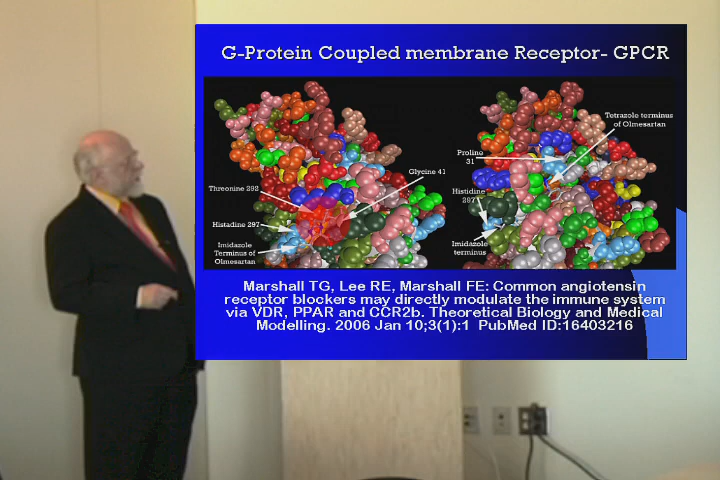 G-Protein Coupled membrane Receptor- GPCR
Tetrazole terminus
of Olmesartan
Proline
31
Glycine 41
Threonine 292
Histidine
297
Histadine 297
Imidazole
Terminus of
Olmesartan
Imidazole
terminus
Marshall TG, Lee RE, Marshall FE: Common angiotensin
receptor blockers may directly modulate the immune system
via VDR, PPAR and CCR2b. Theoretical Biology and Medical
Modelling. 2006 Jan 10;3(1):1 PubMed ID:16403216